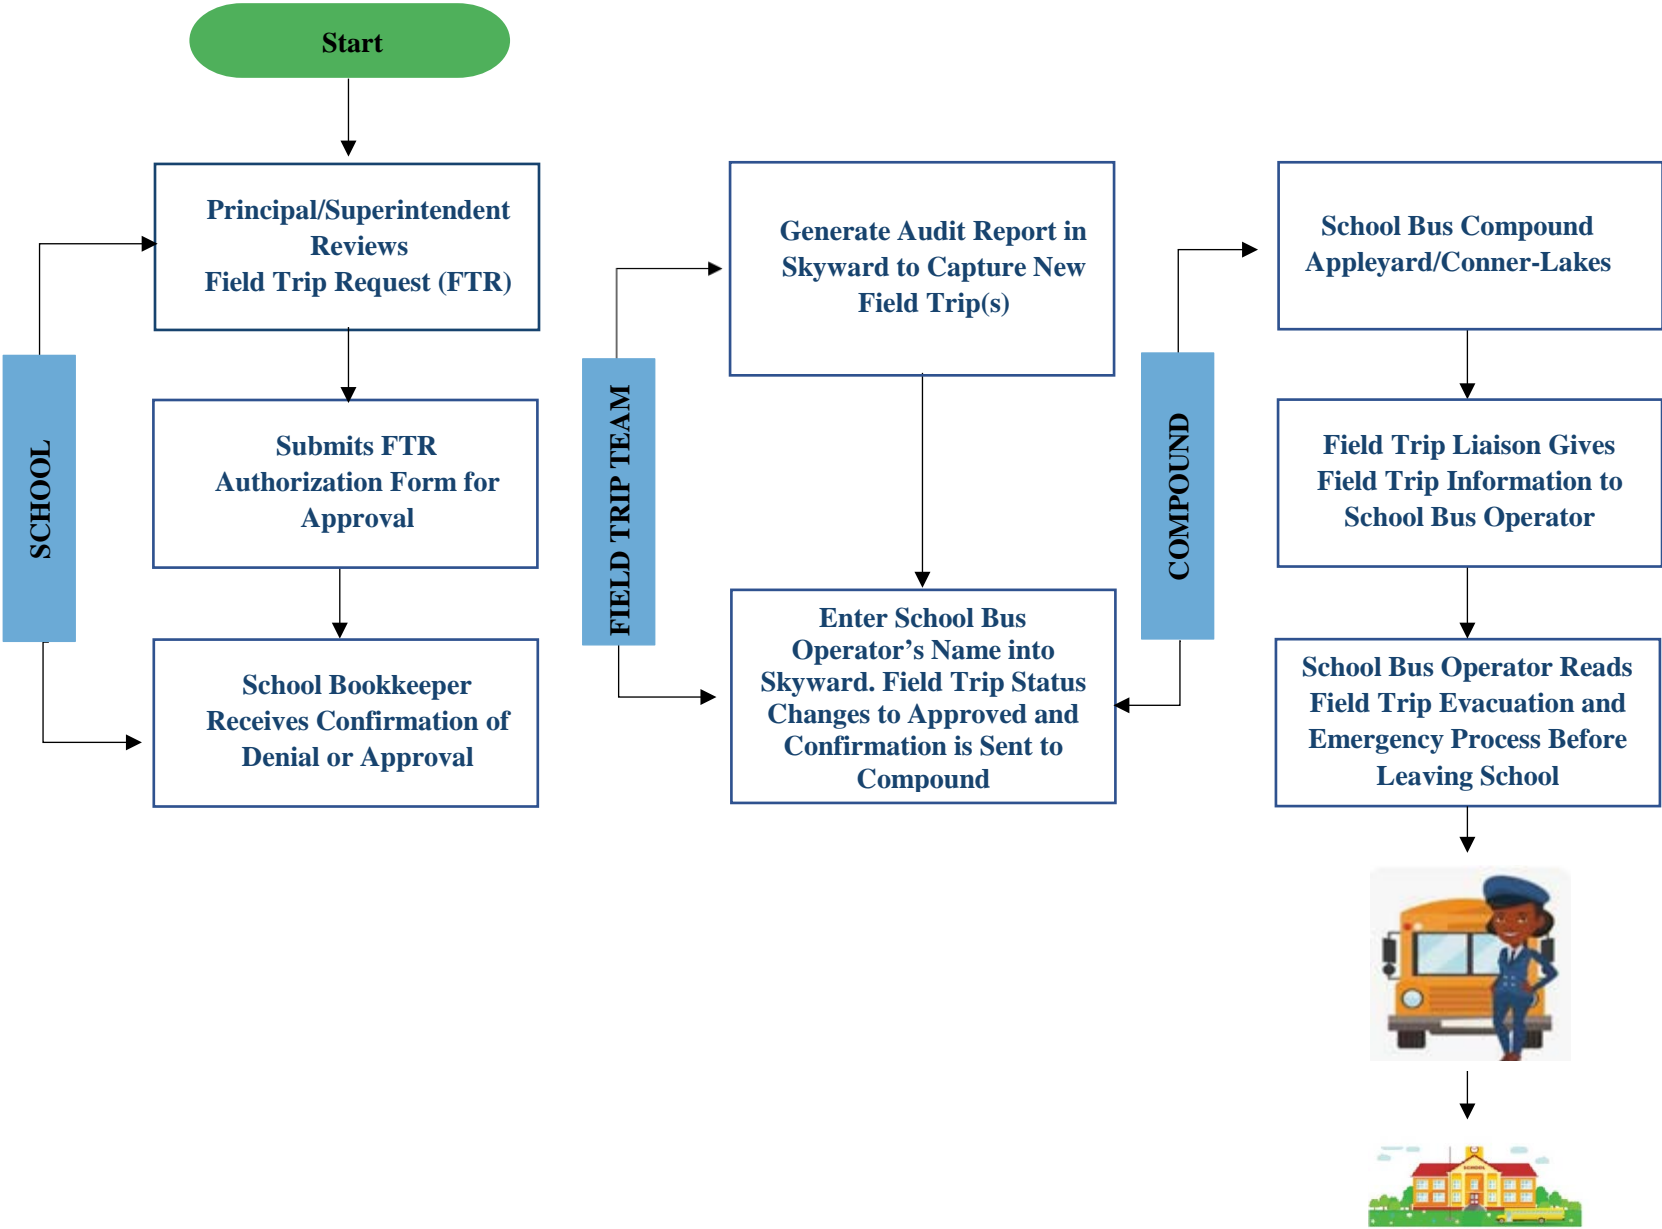 Start
SCHOOL
Principal/Superintendent
Reviews
Field Trip Request (FTR)
Submits FTR
Authorization Form for
Approval
School Bookkeeper
Receives Confirmation of
Denial or Approval
FIELD TRIP TEAM
Generate Audit Report in
Skyward to Capture New
Field Trip(s)
Enter School Bus
Operator’s Name into
Skyward. Field Trip Status
Changes to Approved and
Confirmation is Sent to
Compound
COMPOUND
School Bus Compound
Appleyard/Conner-Lakes
Field Trip Liaison Gives
Field Trip Information to
School Bus Operator
School Bus Operator Reads
Field Trip Evacuation and
Emergency Process Before
Leaving School
SCHOOL